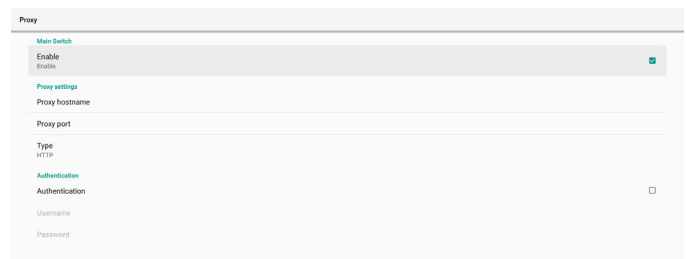 Proxy
Main Switch
Enable
Enable
Proxy settings
Proxy hostname
Proxy port
Type
HTTP
Authentication
Authentication
Username
Password